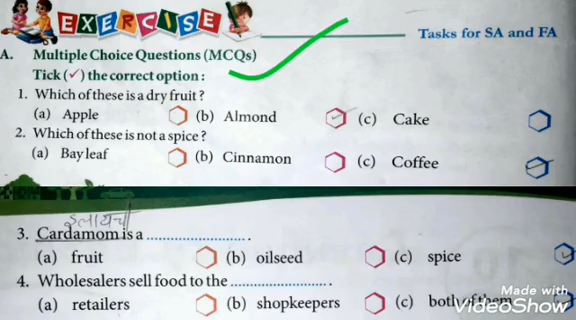 EXERCISE
Tasks for SA and FA
A. Multiple Choice Questions (MCQs)
Tick (✓) the correct option :
1. Which of these is a dry fruit ?
(a) Apple (b) Almond (c) Cake
2. Which of these is not a spice ?
(a) Bay leaf (b) Cinnamon (c) Coffee
इलायची
3. Cardamom is a .......................... .
(a) fruit (b) oilseed (c) spice
4. Wholesalers sell food to the ......................... .
(a) retailers (b) shopkeepers (c) both of them
Made with
VideoShow